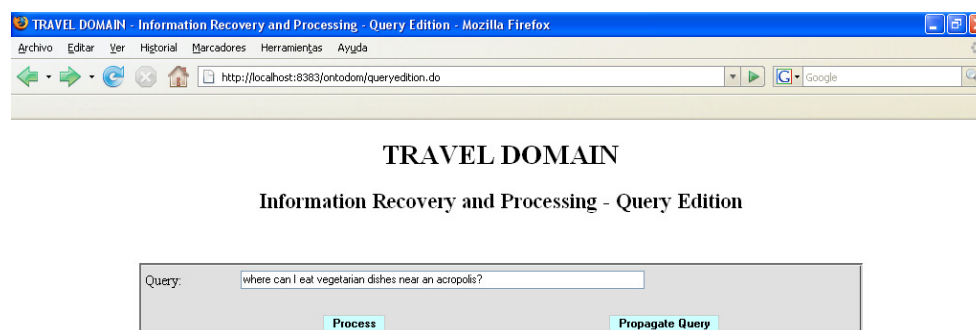 TRAVEL DOMAIN - Information Recovery and Processing - Query Edition - Mozilla Firefox
Archivo Editar Ver Historial Marcadores Herramientas Ayuda
http://localhost:8383/ontodom/queryedition.do G Google
TRAVEL DOMAIN
Information Recovery and Processing - Query Edition
Query: where can I eat vegetarian dishes near an acropolis?
Process Propagate Query